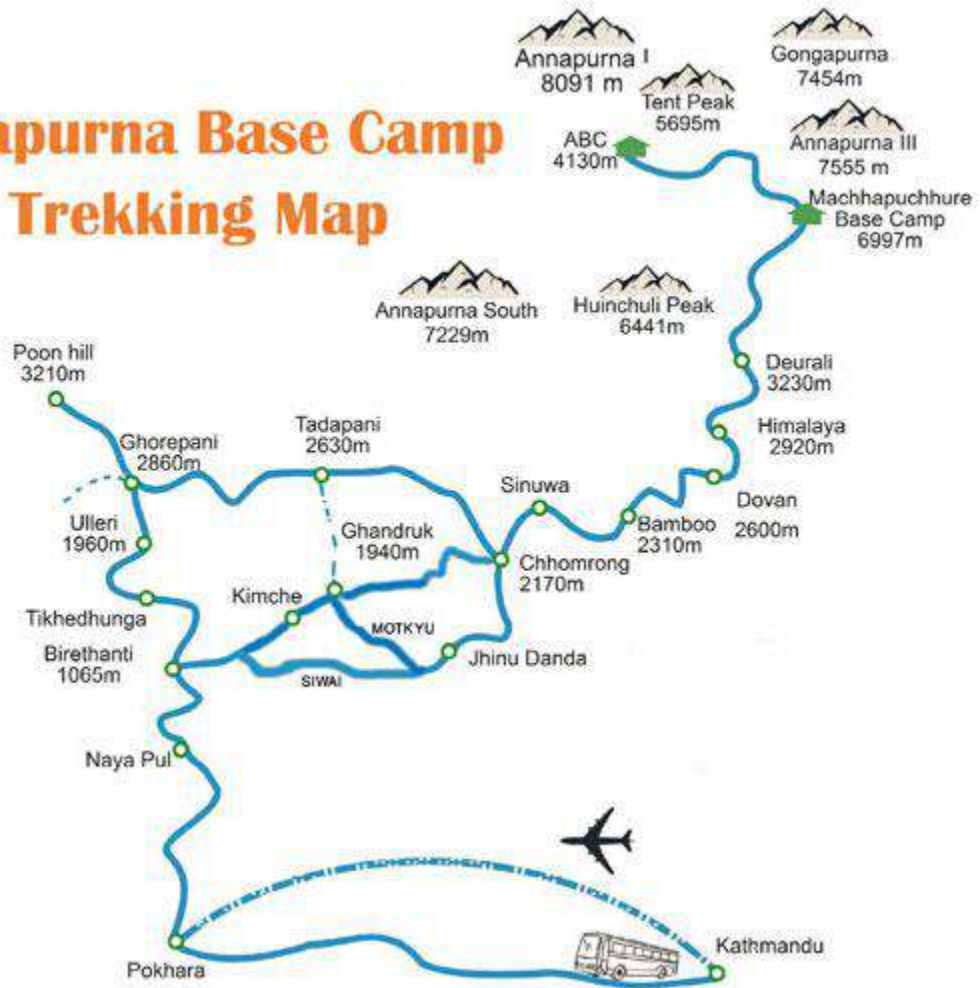 apurna Base Camp
Trekking Map
Annapurna I
8091 m
Gongapurna
7454m
Tent Peak
5695m
ABC
4130m
Annapurna III
7555 m
Machhapuchhure
Base Camp
6997m
Annapurna South
7229m
Huinchuli Peak
6441m
Poon hill
3210m
Deurali
3230m
Ghorepani
2860m
Tadapani
2630m
Himalaya
2920m
Sinuwa
Dovan
2600m
Ulleri
1960m
Ghandruk
1940m
Bamboo
2310m
Chhomrong
2170m
Kimche
Tikhedhunga
MOTKYU
Birethanti
1065m
Jhinu Danda
SIWAI
Naya Pul
Kathmandu
Pokhara